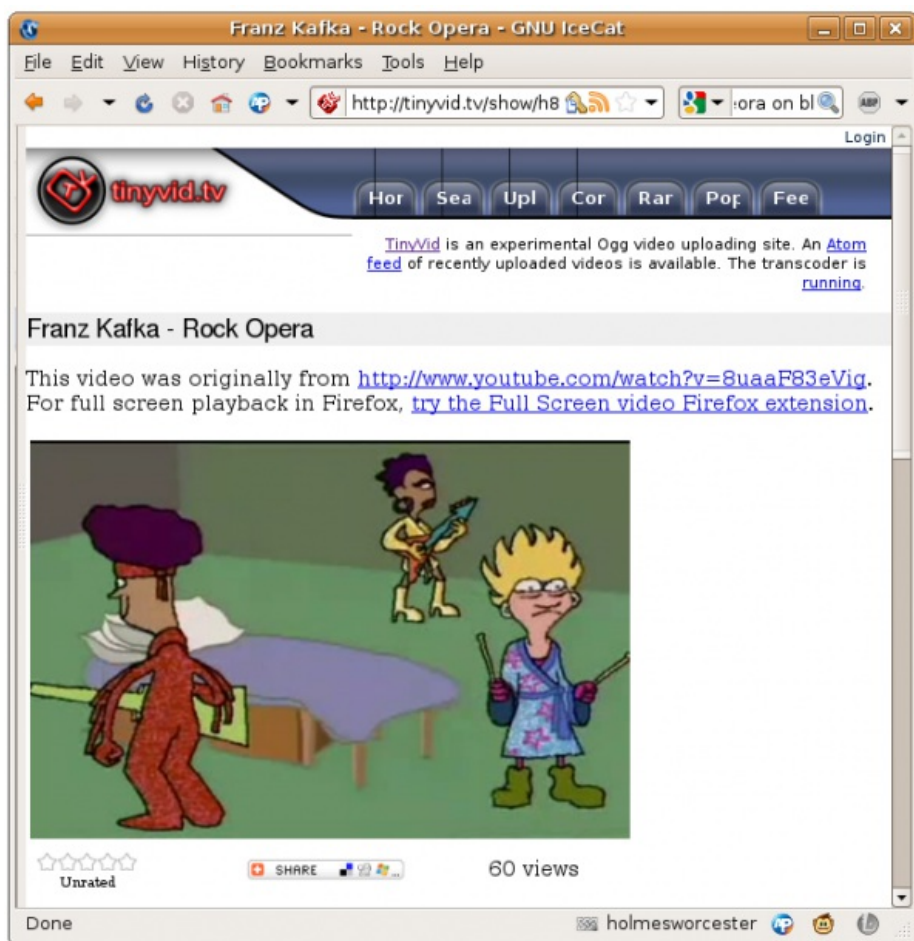 Franz Kafka - Rock Opera - GNU IceCat
File Edit View History Bookmarks Tools Help
http://tinyvid.tv/show/h8 ora on bl ABP
Login
tinyvid.tv
Hor Sea Upl Cor Rar Pop Fee
TinyVid is an experimental Ogg video uploading site. An Atom
feed of recently uploaded videos is available. The transcoder is
running.
Franz Kafka - Rock Opera
This video was originally from http://www.youtube.com/watch?v=8uaaF83eVig.
For full screen playback in Firefox, try the Full Screen video Firefox extension.
SHARE ... 60 views
Unrated
Done holmesworcester